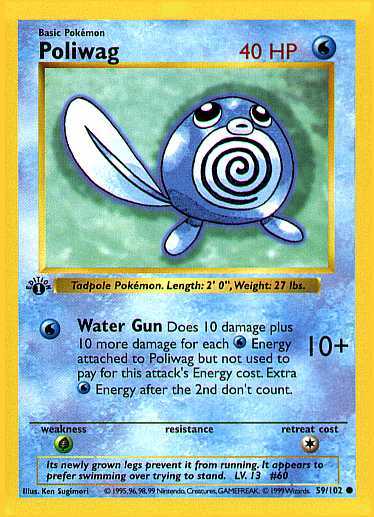 Basic Pokémon
Poliwag 40 HP
EDITION
1
Tadpole Pokémon. Length: 2' 0", Weight: 27 lbs.
Water Gun Does 10 damage plus
10 more damage for each Energy
attached to Poliwag but not used to
pay for this attack's Energy cost. Extra
Energy after the 2nd don't count.
10+
weakness resistance retreat cost
Its newly grown legs prevent it from running. It appears to
prefer swimming over trying to stand. LV. 13 #60
Illus. Ken Sugimori ©1995, 96, 98, 99 Nintendo, Creatures, GAMEFREAK. ©1999 Wizards. 59/102